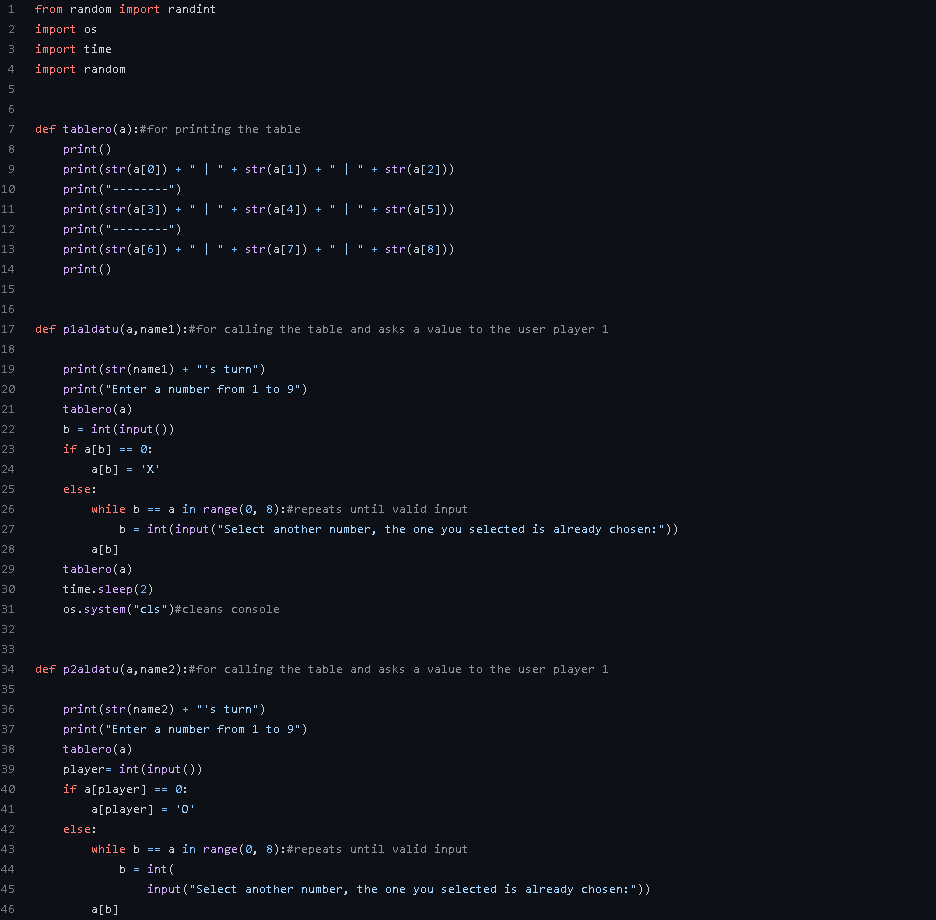 1 from random import randint
2 import os
3 import time
4 import random
5
6
7 def tablero(a):#for printing the table
8     print()
9     print(str(a[0]) + " | " + str(a[1]) + " | " + str(a[2]))
10     print("--------")
11     print(str(a[3]) + " | " + str(a[4]) + " | " + str(a[5]))
12     print("--------")
13     print(str(a[6]) + " | " + str(a[7]) + " | " + str(a[8]))
14     print()
15
16
17 def p1aldatu(a,name1):#for calling the table and asks a value to the user player 1
18
19     print(str(name1) + "'s turn")
20     print("Enter a number from 1 to 9")
21     tablero(a)
22     b = int(input())
23     if a[b] == 0:
24         a[b] = 'X'
25     else:
26         while b == a in range(0, 8):#repeats until valid input
27             b = int(input("Select another number, the one you selected is already chosen:"))
28         a[b]
29     tablero(a)
30     time.sleep(2)
31     os.system("cls")#cleans console
32
33
34 def p2aldatu(a,name2):#for calling the table and asks a value to the user player 1
35
36     print(str(name2) + "'s turn")
37     print("Enter a number from 1 to 9")
38     tablero(a)
39     player= int(input())
40     if a[player] == 0:
41         a[player] = 'O'
42     else:
43         while b == a in range(0, 8):#repeats until valid input
44             b = int(
45                 input("Select another number, the one you selected is already chosen:"))
46         a[b]